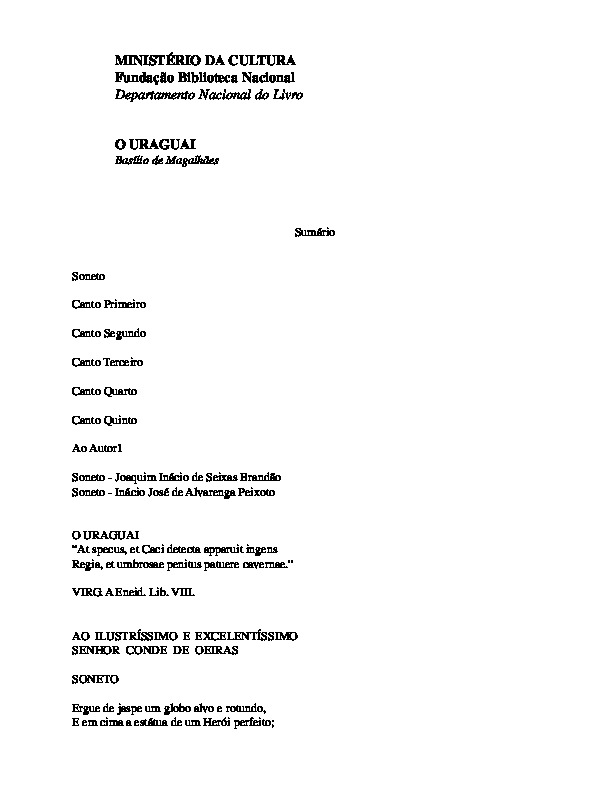 MINISTÉRIO DA CULTURA
Fundação Biblioteca Nacional
Departamento Nacional do Livro
O URAGUAI
Basílio de Magalhães
Sumário
Soneto
Canto Primeiro
Canto Segundo
Canto Terceiro
Canto Quarto
Canto Quinto
Ao Autor1
Soneto - Joaquim Inácio de Seixas Brandão
Soneto - Inácio José de Alvarenga Peixoto
O URAGUAI
“At specus, et Caci detecta apparuit ingens
Regia, et umbrosae penitus patuere cavernae.”
VIRG. A Eneid. Lib. VIII.
AO ILUSTRÍSSIMO E EXCELENTÍSSIMO
SENHOR CONDE DE OEIRAS
SONETO
Ergue de jaspe um globo alvo e rotundo,
E em cima a estátua de um Herói perfeito;